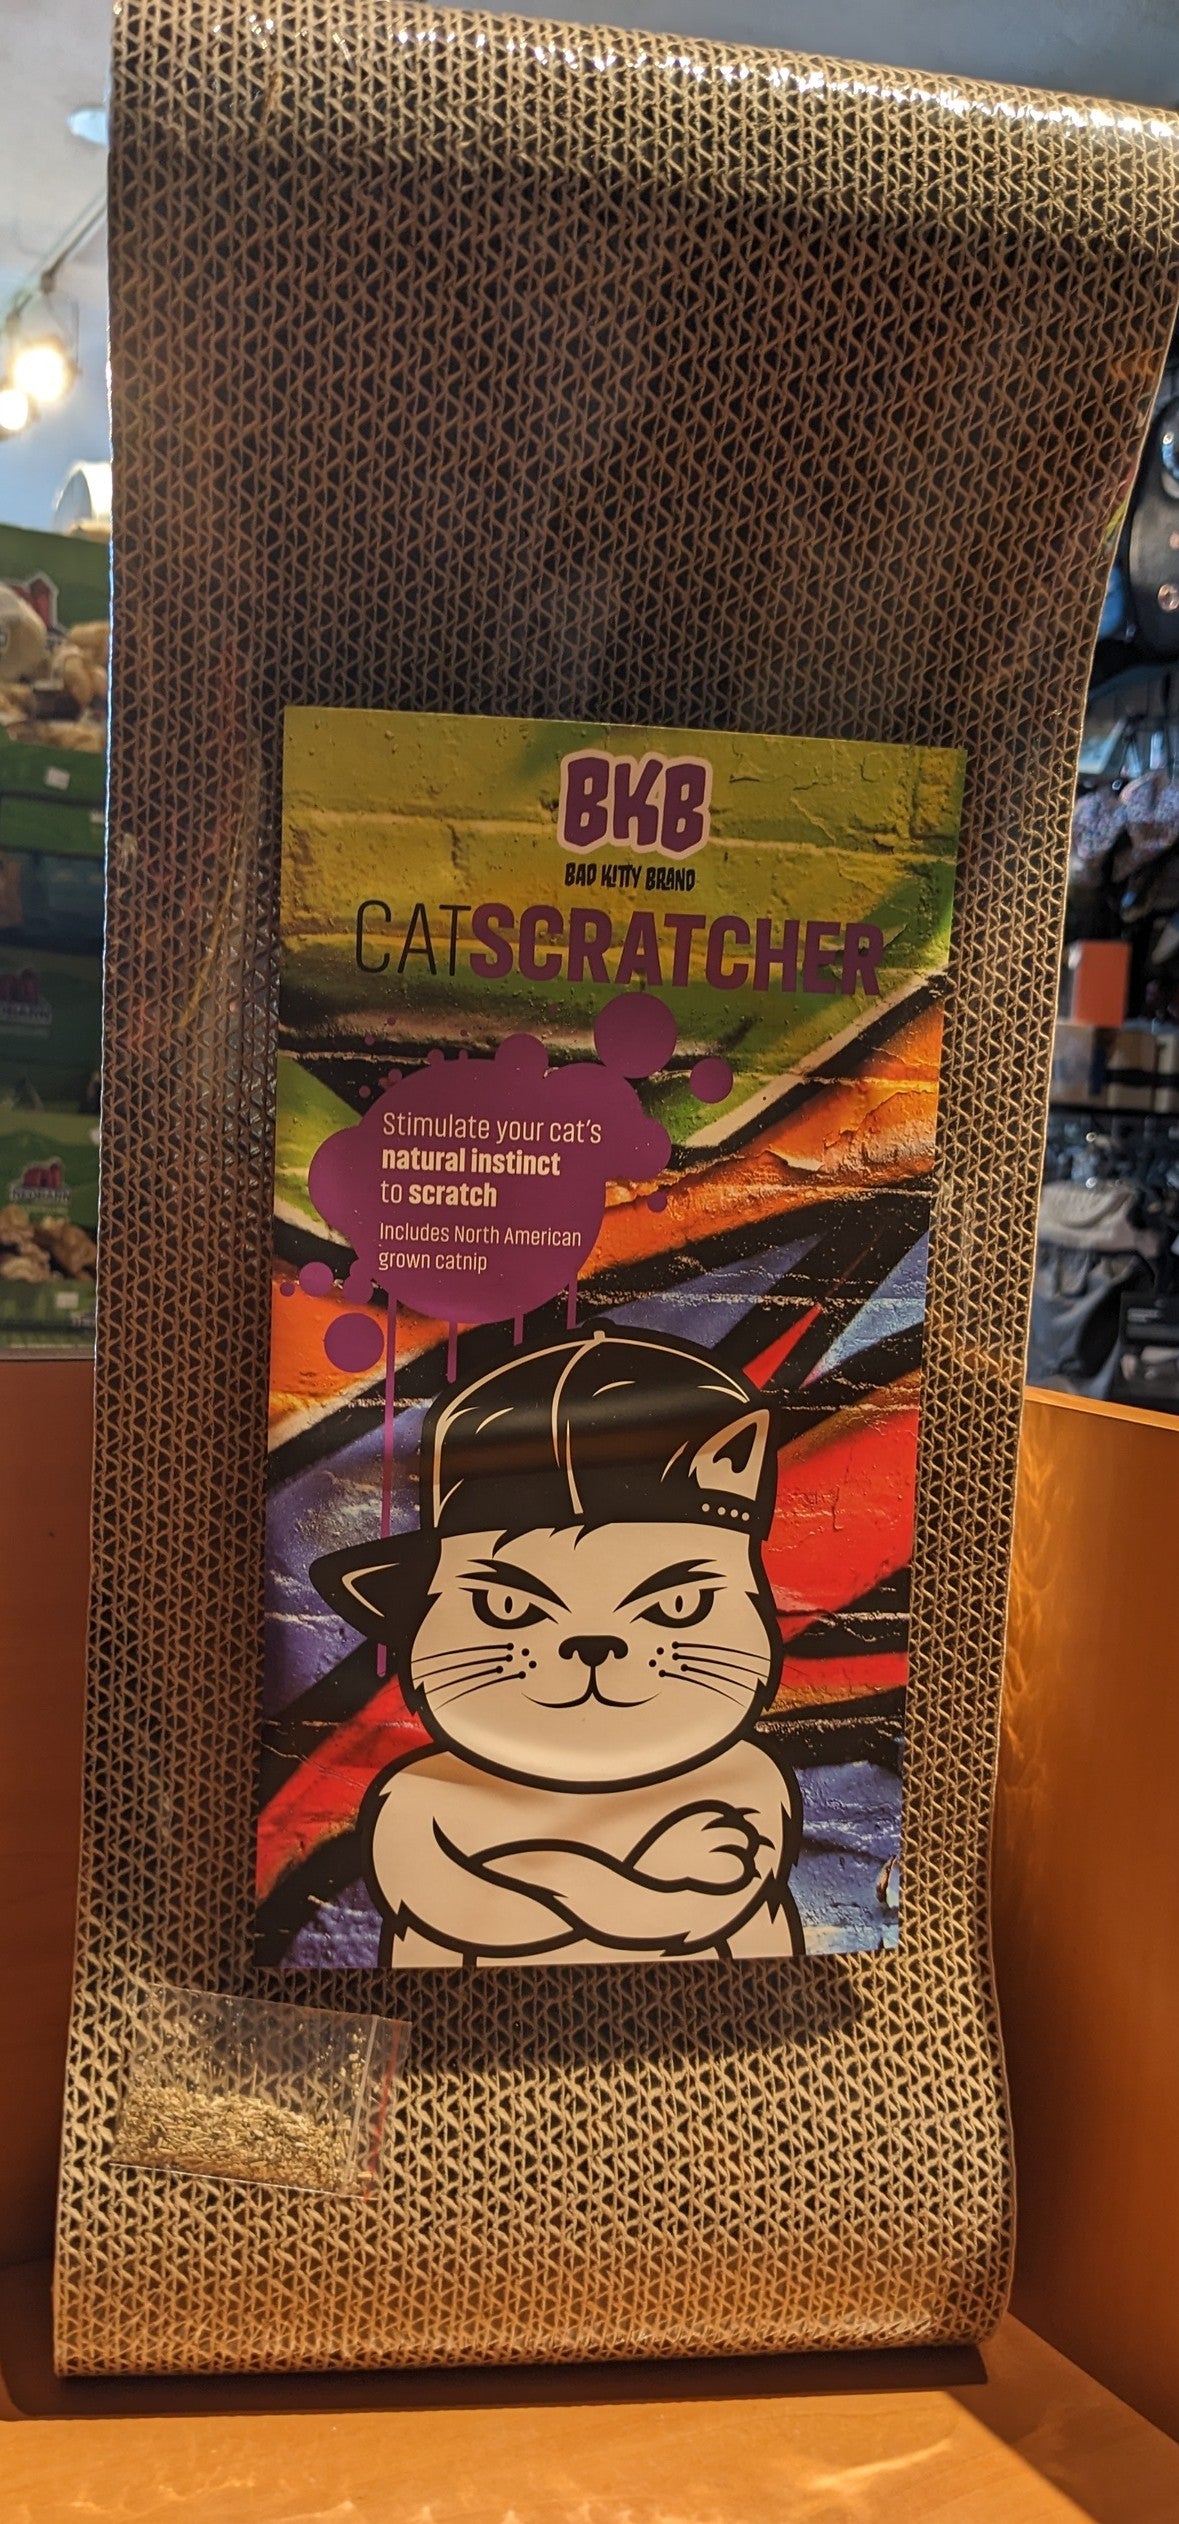 BKB
BAD KITTY BRAND
CATSCRATCHER
Stimulate your cat's
natural instinct
to scratch
Includes North American
grown catnip